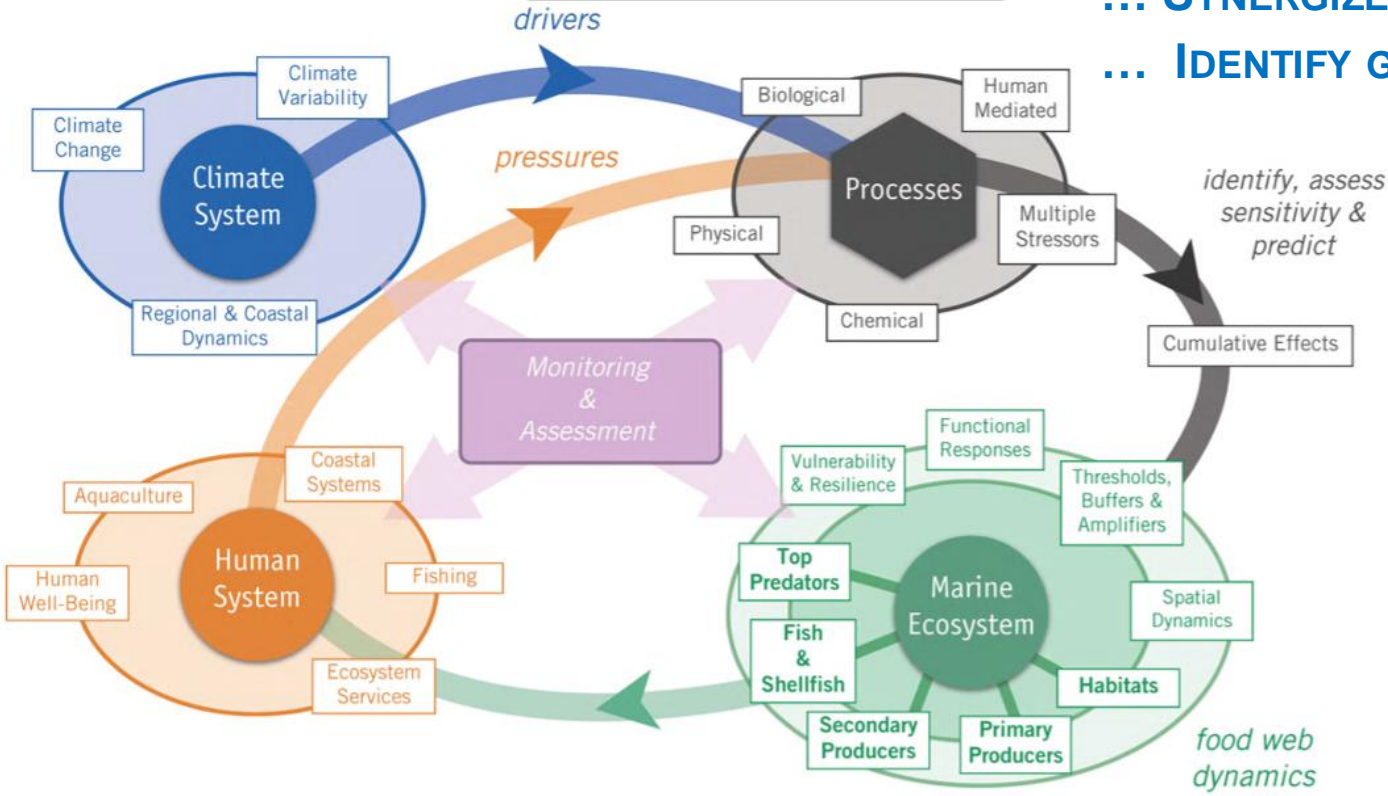 … SYNERGIZE
… IDENTIFY G
drivers
Climate
Variability
Climate
Change
Climate
System
Regional & Coastal
Dynamics
pressures
Biological
Human
Mediated
Processes
Physical
Multiple
Stressors
Chemical
identify, assess
sensitivity &
predict
Cumulative Effects
Monitoring
&
Assessment
Coastal
Systems
Aquaculture
Human
System
Human
Well-Being
Fishing
Ecosystem
Services
Functional
Responses
Vulnerability
& Resilience
Thresholds,
Buffers &
Amplifiers
Top
Predators
Marine
Ecosystem
Spatial
Dynamics
Fish
&
Shellfish
Habitats
Secondary
Producers
Primary
Producers
food web
dynamics